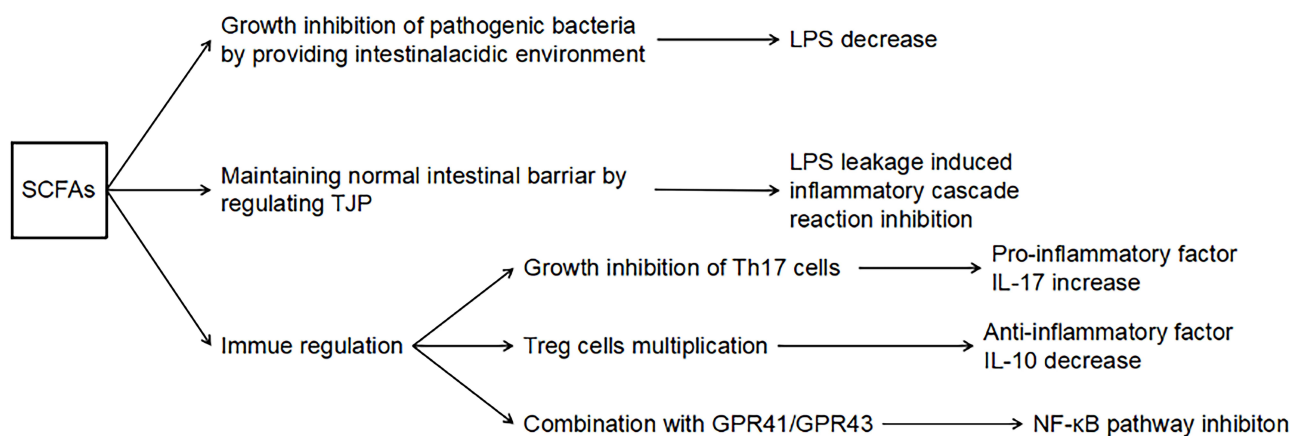 Growth inhibition of pathogenic bacteria
by providing intestinalacidic environment
LPS decrease
SCFAs
Maintaining normal intestinal barriar by
regulating TJP
LPS leakage induced
inflammatory cascade
reaction inhibition
Growth inhibition of Th17 cells
Pro-inflammatory factor
IL-17 increase
Immue regulation
Treg cells multiplication
Anti-inflammatory factor
IL-10 decrease
Combination with GPR41/GPR43
NF-κB pathway inhibiton